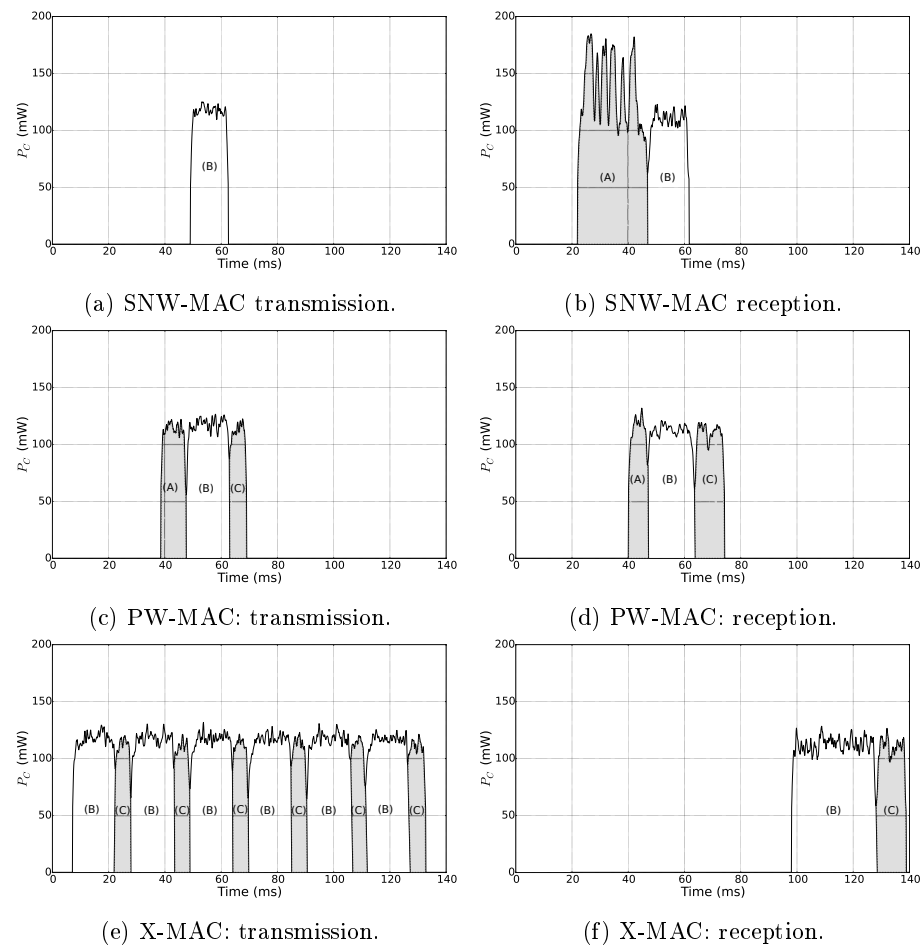 200
150
100
50
0
P_C (mW)
(B)
0 20 40 60 80 100 120 140
Time (ms)
200
150
100
50
0
P_C (mW)
(A) (B)
0 20 40 60 80 100 120 140
Time (ms)
(a) SNW-MAC transmission.
(b) SNW-MAC reception.
200
150
100
50
0
P_C (mW)
(A) (B) (C)
0 20 40 60 80 100 120 140
Time (ms)
200
150
100
50
0
P_C (mW)
(A) (B) (C)
0 20 40 60 80 100 120 140
Time (ms)
(c) PW-MAC: transmission.
(d) PW-MAC: reception.
200
150
100
50
0
P_C (mW)
(B) (C) (B) (C) (B) (C) (B) (C) (B) (C) (B) (C)
0 20 40 60 80 100 120 140
Time (ms)
200
150
100
50
0
P_C (mW)
(B) (C)
0 20 40 60 80 100 120 140
Time (ms)
(e) X-MAC: transmission.
(f) X-MAC: reception.